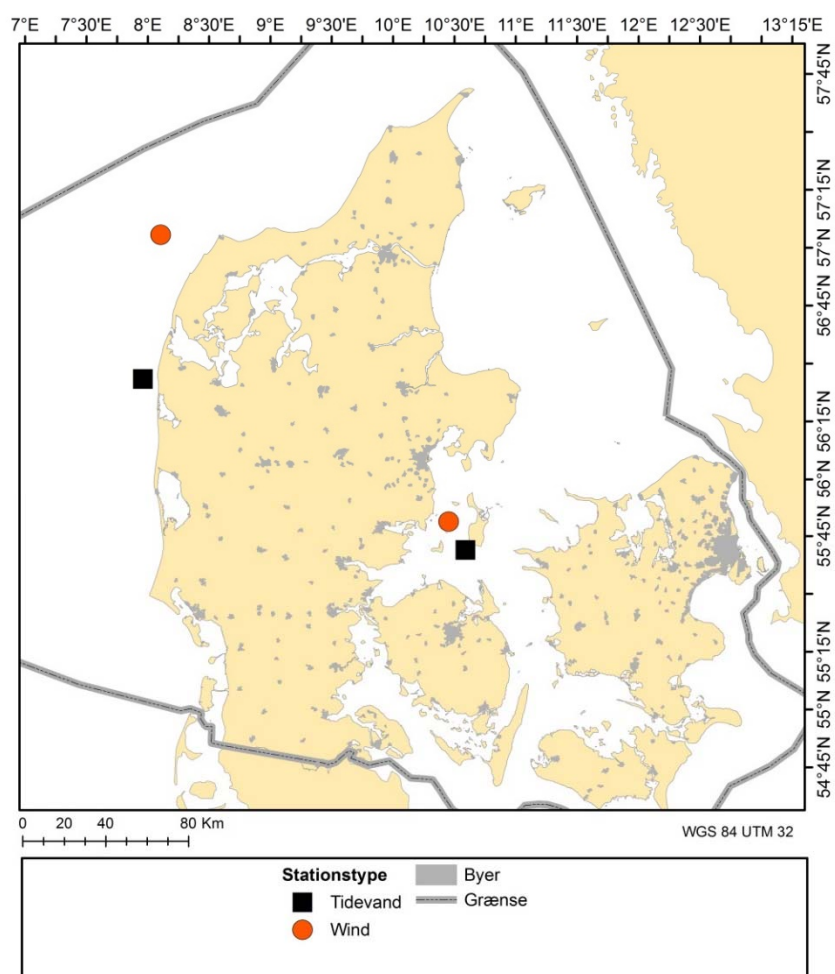 7°E 7°30'E 8°E 8°30'E 9°E 9°30'E 10°E 10°30'E 11°E 11°30'E 12°E 12°30'E 13°15'E
57°45'N
57°15'N
57°N
56°45'N
56°15'N
56°N
55°45'N
55°15'N
55°N
54°45'N
0 20 40 80 Km
WGS 84 UTM 32
Stationstype Byer
Tidevand Grænse
Wind